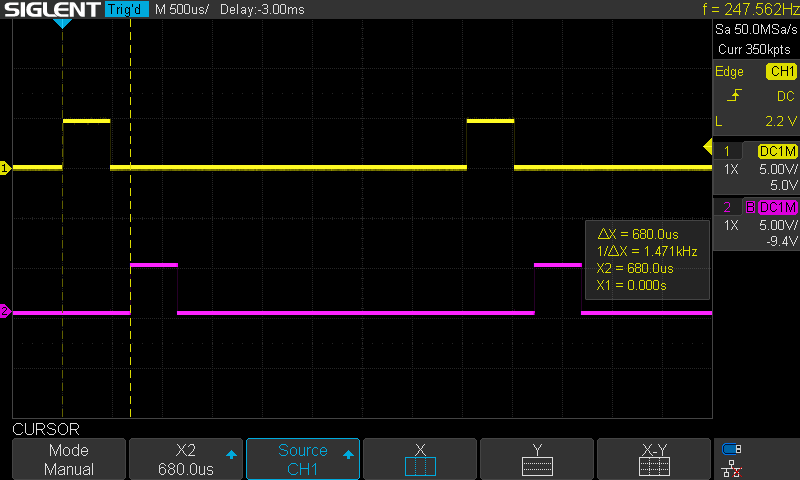 SIGLENT Trig'd M 500us/ Delay:-3.00ms f = 247.562Hz
Sa 50.0MSa/s
Curr 350kpts
Edge CH1
DC
L 2.2 V
1 DC1M
1X 5.00V/
5.0V
2 B DC1M
1X 5.00V/
-9.4V
1
2
△X = 680.0us
1/△X = 1.471kHz
X2 = 680.0us
X1 = 0.000s
CURSOR
Mode
Manual
X2
680.0us
Source
CH1
X
Y
X-Y